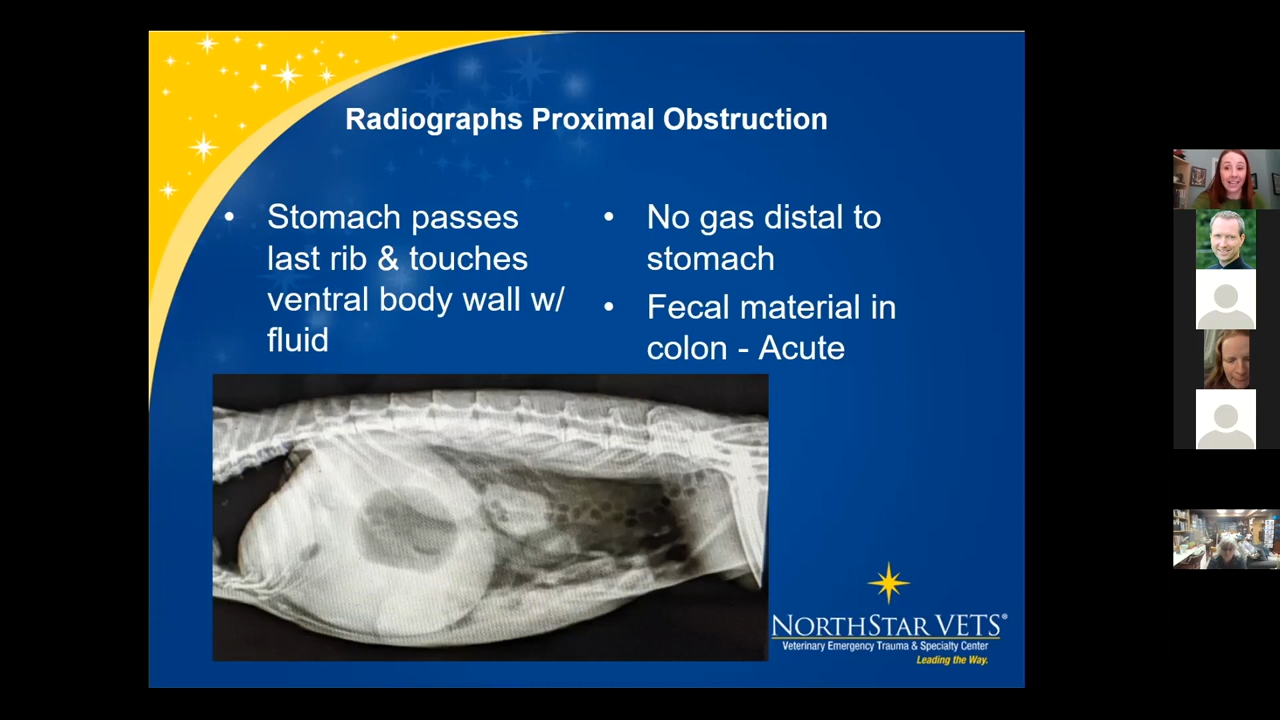 Radiographs Proximal Obstruction
• Stomach passes
last rib & touches
ventral body wall w/
fluid
• No gas distal to
stomach
• Fecal material in
colon - Acute
NORTHSTAR VETS®
Veterinary Emergency Trauma & Specialty Center
Leading the Way.